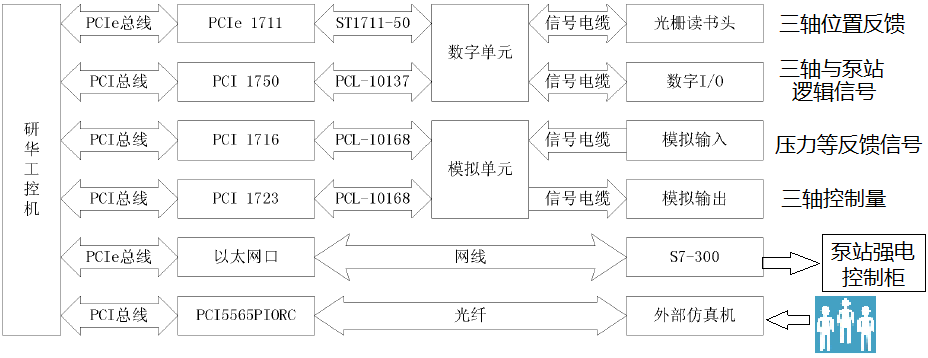 研华工控机
PCIe总线 PCIe 1711 ST1711-50 数字单元 信号电缆 光栅读书头 三轴位置反馈
PCI总线 PCI 1750 PCL-10137 信号电缆 数字I/O 三轴与泵站
逻辑信号
PCI总线 PCI 1716 PCL-10168 模拟单元 信号电缆 模拟输入 压力等反馈信号
PCI总线 PCI 1723 PCL-10168 信号电缆 模拟输出 三轴控制量
PCIe总线 以太网口 网线 S7-300 泵站强电
控制柜
PCI总线 PCI5565PIORC 光纤 外部仿真机